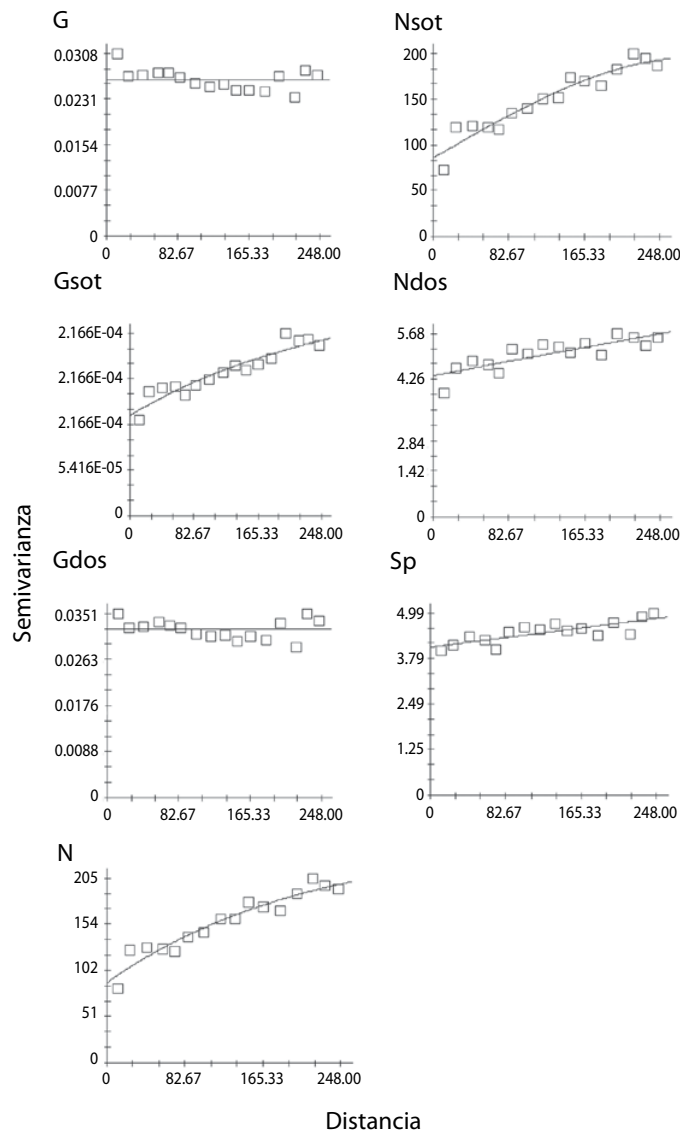 G
0.0308
0.0231
0.0154
0.0077
0
0 82.67 165.33 248.00
Nsot
200
150
100
50
0
0 82.67 165.33 248.00
Gsot
2.166E-04
2.166E-04
2.166E-04
5.416E-05
0
0 82.67 165.33 248.00
Ndos
5.68
4.26
2.84
1.42
0
0 82.67 165.33 248.00
Semivarianza
Gdos
0.0351
0.0263
0.0176
0.0088
0
0 82.67 165.33 248.00
Sp
4.99
3.79
2.49
1.25
0
0 82.67 165.33 248.00
N
205
154
102
51
0
0 82.67 165.33 248.00
Distancia